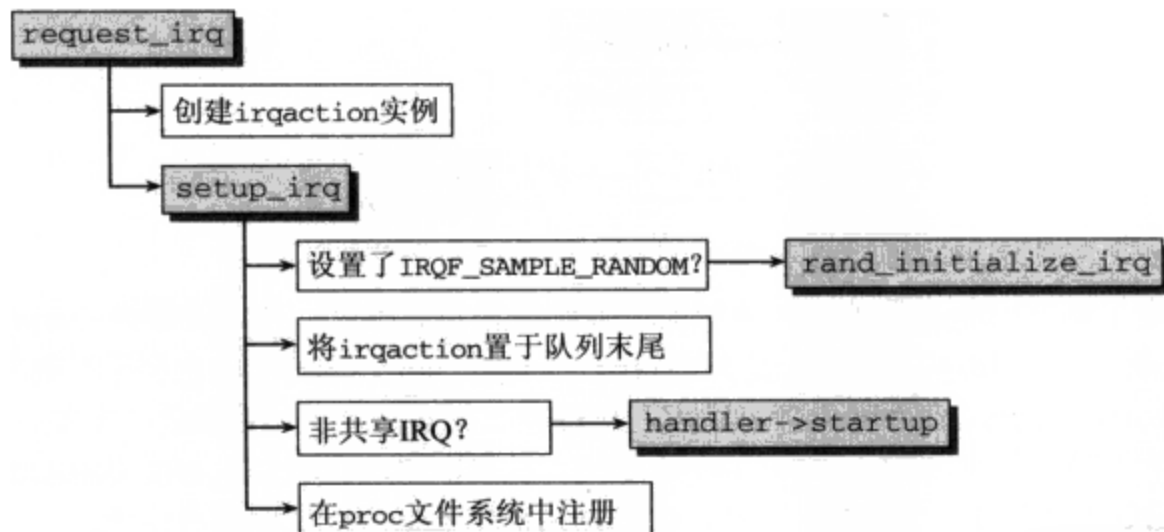 request_irq
创建irqaction实例
setup_irq
设置了IRQF_SAMPLE_RANDOM?
rand_initialize_irq
将irqaction置于队列末尾
非共享IRQ?
handler->startup
在proc文件系统中注册